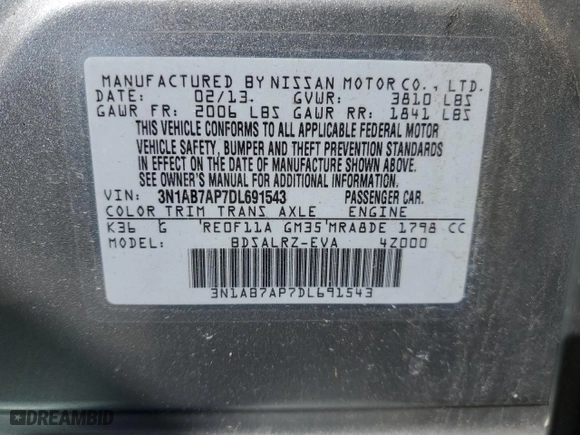 MANUFACTURED BY NISSAN MOTOR CO., LTD.
DATE: 02/13. GVWR: 3810 LBS
GAWR FR: 2006 LBS GAWR RR: 1841 LBS
THIS VEHICLE CONFORMS TO ALL APPLICABLE FEDERAL MOTOR
VEHICLE SAFETY, BUMPER AND THEFT PREVENTION STANDARDS
IN EFFECT ON THE DATE OF MANUFACTURE SHOWN ABOVE.
SEE OWNER'S MANUAL FOR ADDITIONAL INFORMATION.
VIN: 3N1AB7AP7DL691543 PASSENGER CAR.
COLOR TRIM TRANS AXLE ENGINE
K36 G RE0F11A GM35 MRA8DE 1798 CC
MODEL: BDSALRZ-EVA 4Z000
3N1AB7AP7DL691543
DREAMBID